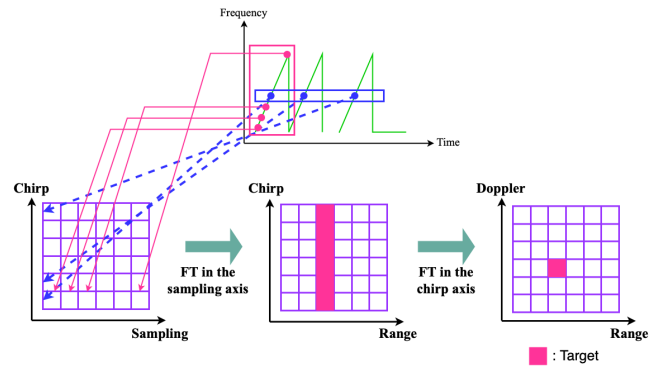 Frequency
Time
Chirp
Chirp
Doppler
FT in the
sampling axis
FT in the
chirp axis
Sampling
Range
Range
: Target